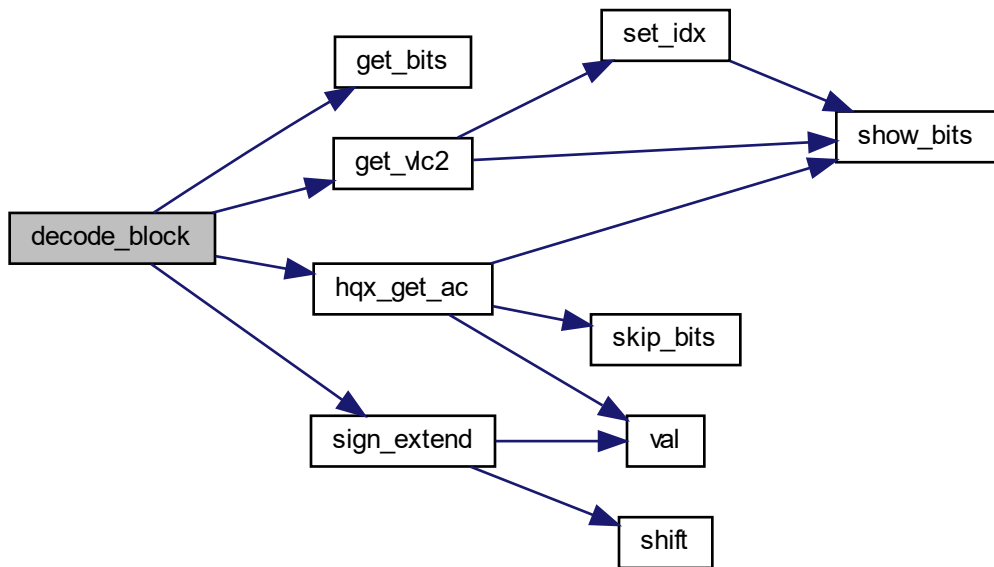 set_idx
get_bits
show_bits
get_vlc2
decode_block
hqx_get_ac
skip_bits
sign_extend
val
shift